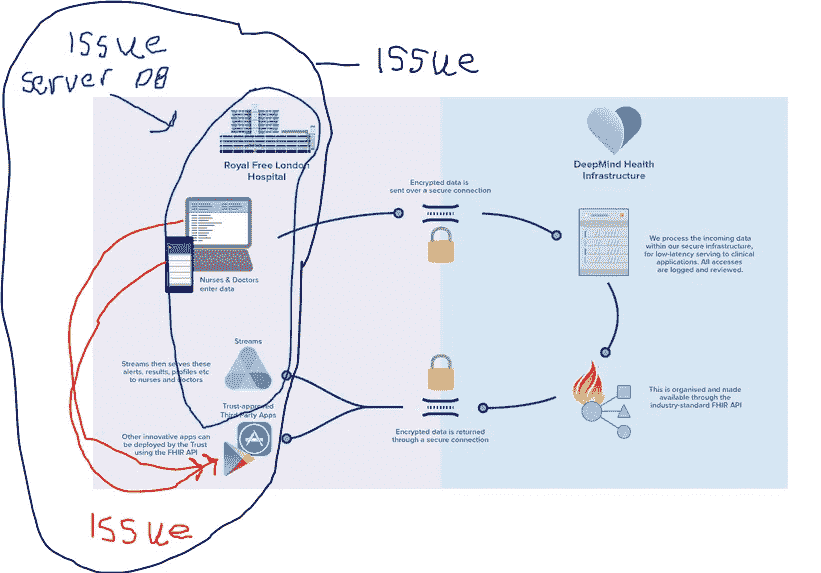 ISSUE
ISSUE
SERVER DB
Royal Free London
Hospital
DeepMind Health
Infrastructure
Encrypted data is
sent over a secure connection
We process the incoming data
within our secure infrastructure,
for low-latency serving to clinical
applications. All accesses
are logged and reviewed.
Nurses & Doctors
enter data
Streams
Streams then serves these
alerts, results, profiles etc
to nurses and doctors
Trust-approved
Third Party Apps
Other innovative apps can
be deployed by the Trust
using the FHIR API
Encrypted data is returned
through a secure connection
This is organised and made
available through the
industry-standard FHIR API
ISSUE